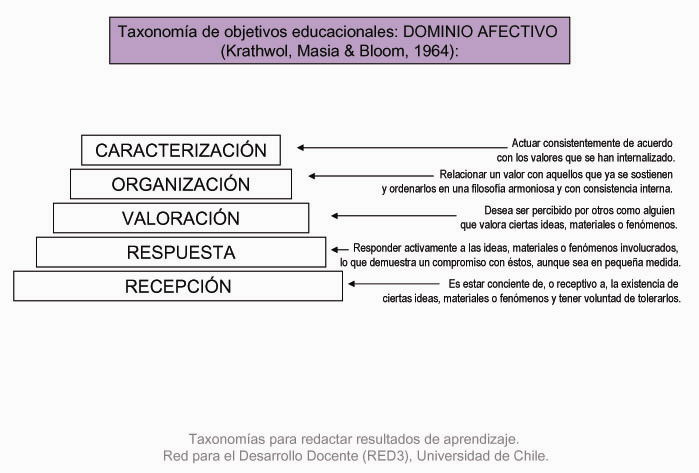 Taxonomía de objetivos educacionales: DOMINIO AFECTIVO
(Krathwol, Masia & Bloom, 1964):
CARACTERIZACIÓN
Actuar consistentemente de acuerdo
con los valores que se han internalizado.
ORGANIZACIÓN
Relacionar un valor con aquellos que ya se sostienen
y ordenarlos en una filosofía armoniosa y con consistencia interna.
VALORACIÓN
Desea ser percibido por otros como alguien
que valora ciertas ideas, materiales o fenómenos.
RESPUESTA
Responder activamente a las ideas, materiales o fenómenos involucrados,
lo que demuestra un compromiso con éstos, aunque sea en pequeña medida.
RECEPCIÓN
Es estar conciente de, o receptivo a, la existencia de
ciertas ideas, materiales o fenómenos y tener voluntad de tolerarlos.
Taxonomías para redactar resultados de aprendizaje.
Red para el Desarrollo Docente (RED3), Universidad de Chile.